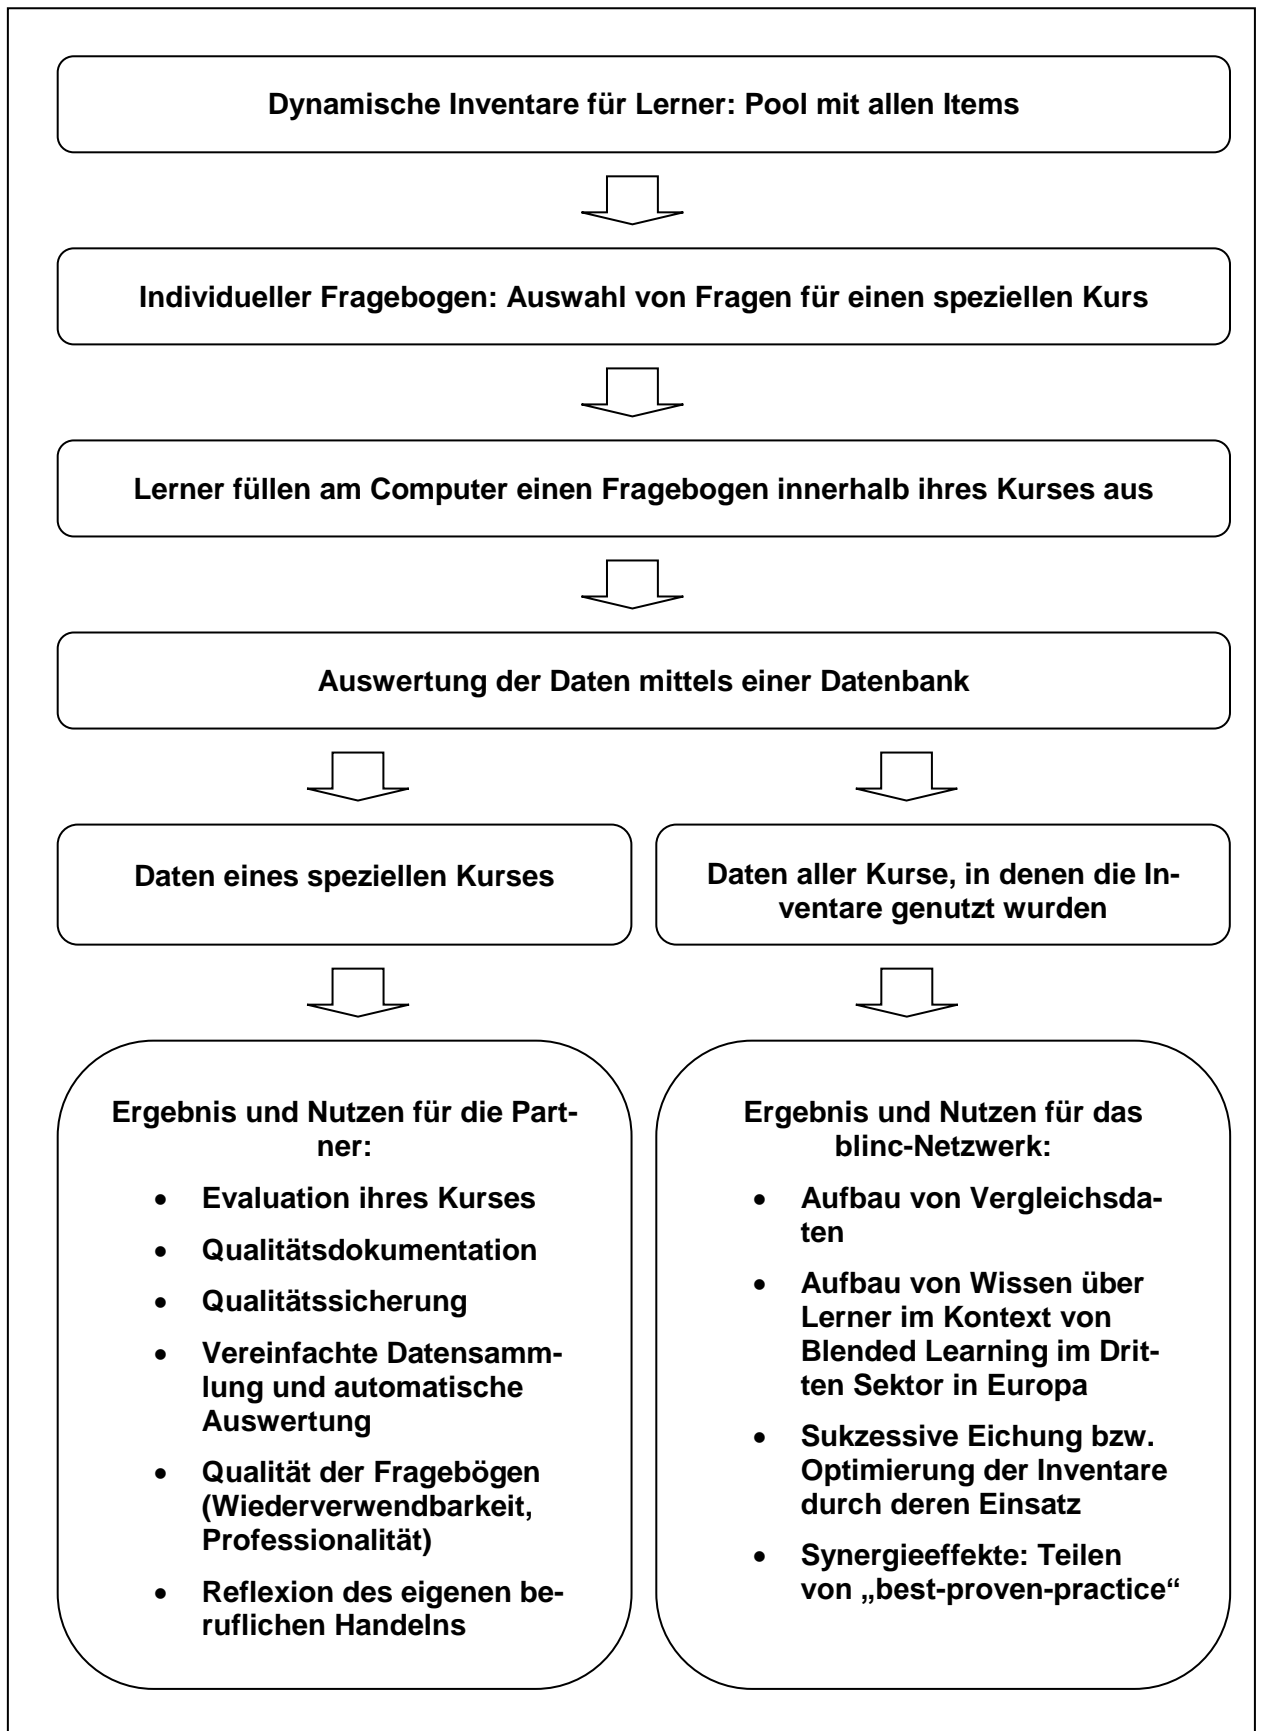 Dynamische Inventare für Lerner: Pool mit allen Items
Individueller Fragebogen: Auswahl von Fragen für einen speziellen Kurs
Lerner füllen am Computer einen Fragebogen innerhalb ihres Kurses aus
Auswertung der Daten mittels einer Datenbank
Daten eines speziellen Kurses
Daten aller Kurse, in denen die In-
ventare genutzt wurden
Ergebnis und Nutzen für die Part-
ner:
• Evaluation ihres Kurses
• Qualitätsdokumentation
• Qualitätssicherung
• Vereinfachte Datensamm-
lung und automatische
Auswertung
• Qualität der Fragebögen
(Wiederverwendbarkeit,
Professionalität)
• Reflexion des eigenen be-
ruflichen Handelns
Ergebnis und Nutzen für das
blinc-Netzwerk:
• Aufbau von Vergleichsda-
ten
• Aufbau von Wissen über
Lerner im Kontext von
Blended Learning im Drit-
ten Sektor in Europa
• Sukzessive Eichung bzw.
Optimierung der Inventare
durch deren Einsatz
• Synergieeffekte: Teilen
von „best-proven-practice“